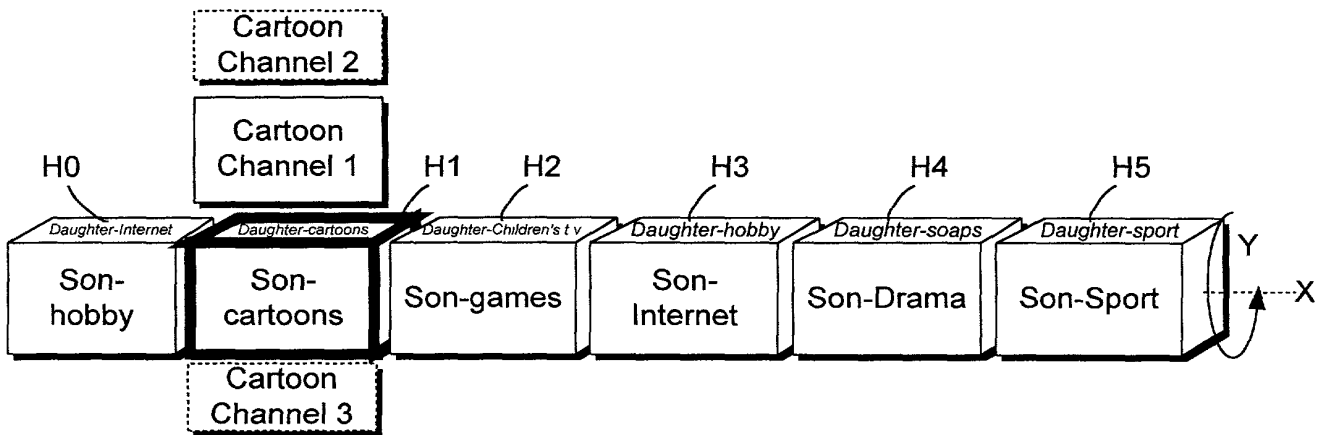 Cartoon
Channel 2
Cartoon
Channel 1
H0
H1
H2
H3
H4
H5
Daughter-Internet
Daughter-cartoons
Daughter-Children's t v
Daughter-hobby
Daughter-soaps
Daughter-sport
Y
X
Son-
hobby
Son-
cartoons
Son-games
Son-
Internet
Son-Drama
Son-Sport
Cartoon
Channel 3